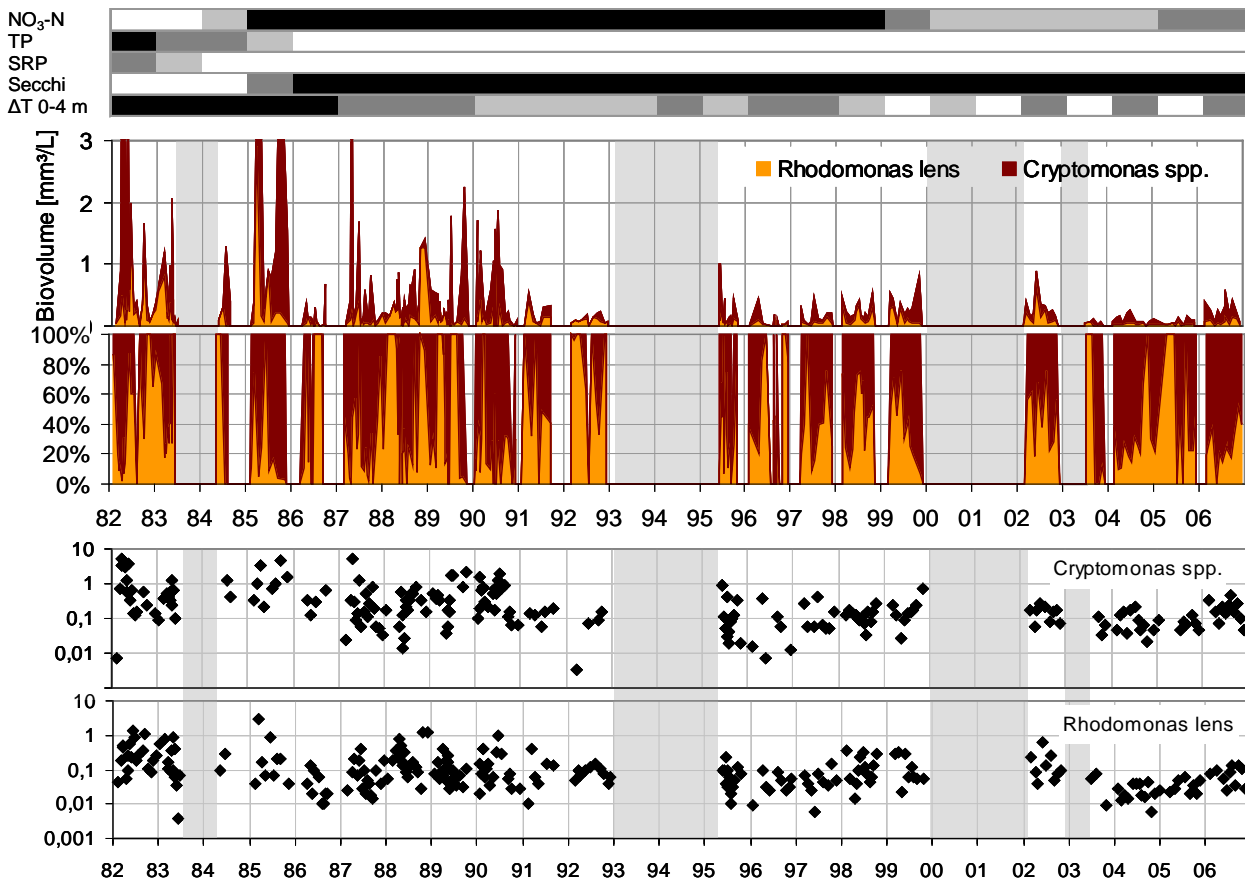 NO₃-N
TP
SRP
Secchi
ΔT 0-4 m
Biovolume [mm³/L]
3
2
1
Rhodomonas lens
Cryptomonas spp.
100%
80%
60%
40%
20%
0%
82 83 84 85 86 87 88 89 90 91 92 93 94 95 96 97 98 99 00 01 02 03 04 05 06
10
1
0,1
0,01
Cryptomonas spp.
10
1
0,1
0,01
0,001
Rhodomonas lens
82 83 84 85 86 87 88 89 90 91 92 93 94 95 96 97 98 99 00 01 02 03 04 05 06